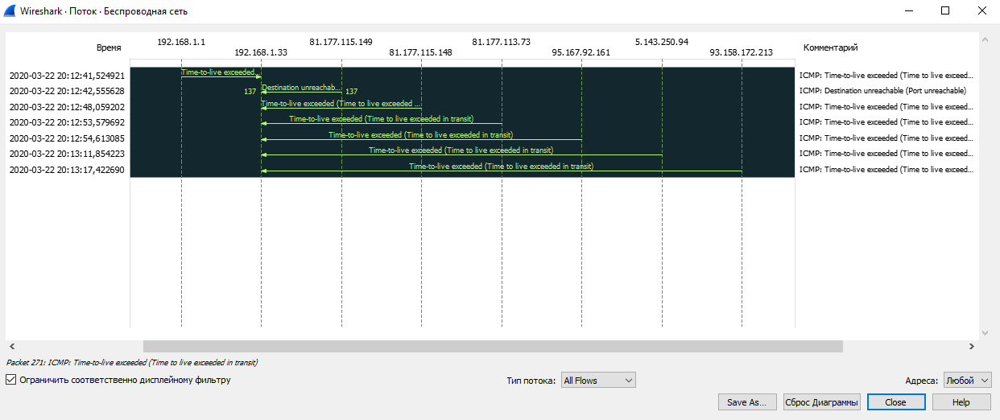 Wireshark · Поток · Беспроводная сеть
Время
192.168.1.1
192.168.1.33
81.177.115.149
81.177.115.148
81.177.113.73
95.167.92.161
5.143.250.94
93.158.172.213
Комментарий
2020-03-22 20:12:41,524921 Time-to-live exceeded... ICMP: Time-to-live exceeded (Time to live exceed...
2020-03-22 20:12:42,555628 137 Destination unreachab... 137 ICMP: Destination unreachable (Port unreachable)
2020-03-22 20:12:48,059202 Time-to-live exceeded (Time to live exceeded ... ICMP: Time-to-live exceeded (Time to live exceed...
2020-03-22 20:12:53,579692 Time-to-live exceeded (Time to live exceeded in transit) ICMP: Time-to-live exceeded (Time to live exceed...
2020-03-22 20:12:54,613085 Time-to-live exceeded (Time to live exceeded in transit) ICMP: Time-to-live exceeded (Time to live exceed...
2020-03-22 20:13:11,854223 Time-to-live exceeded (Time to live exceeded in transit) ICMP: Time-to-live exceeded (Time to live exceed...
2020-03-22 20:13:17,422690 Time-to-live exceeded (Time to live exceeded in transit) ICMP: Time-to-live exceeded (Time to live exceed...
Packet 271: ICMP: Time-to-live exceeded (Time to live exceeded in transit)
Ограничить соответственно дисплейному фильтру
Тип потока: All Flows
Адреса: Любой
Save As... Сброс Диаграммы Close Help